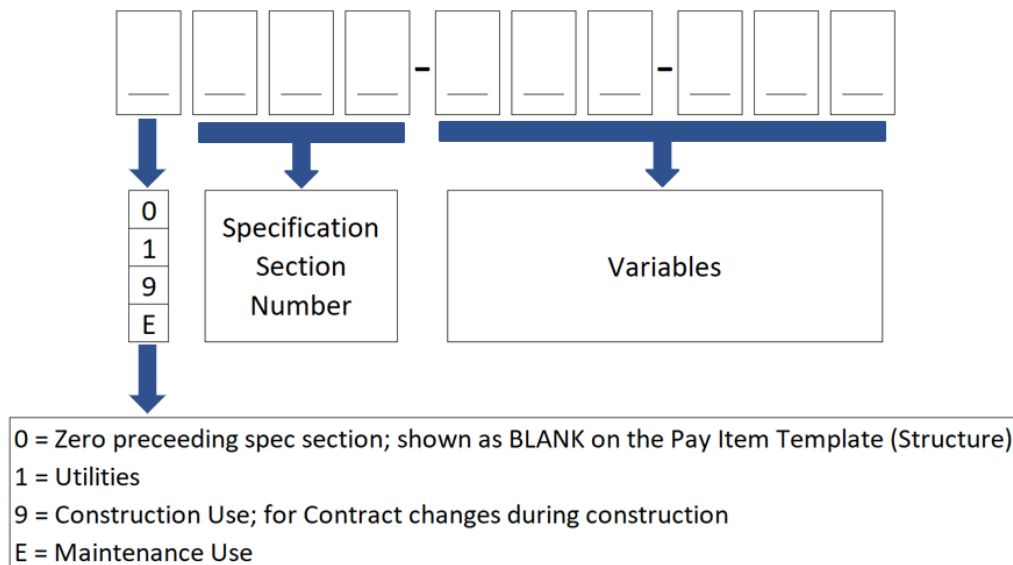 _ _ _ _ - _ _ _ - _ _ _
0
1
9
E
Specification
Section
Number
Variables
0 = Zero preceeding spec section; shown as BLANK on the Pay Item Template (Structure)
1 = Utilities
9 = Construction Use; for Contract changes during construction
E = Maintenance Use